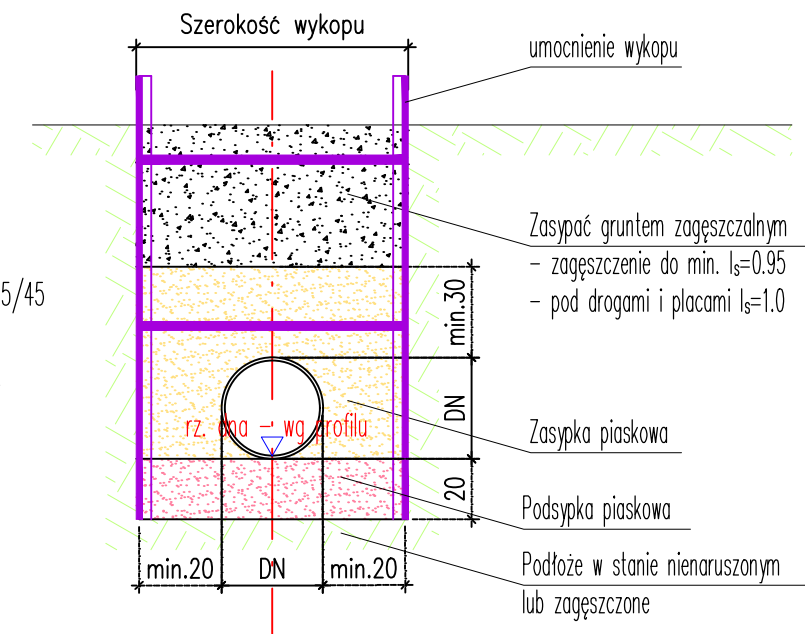 Szerokość wykopu
umocnienie wykopu
Zasypać gruntem zagęszczalnym
- zagęszczenie do min. Is=0.95
- pod drogami i placami Is=1.0
5/45
min.30
DN
rz. dna - wg profilu
Zasypka piaskowa
20
Podsypka piaskowa
min.20
DN
min.20
Podłoże w stanie nienaruszonym
lub zagęszczone